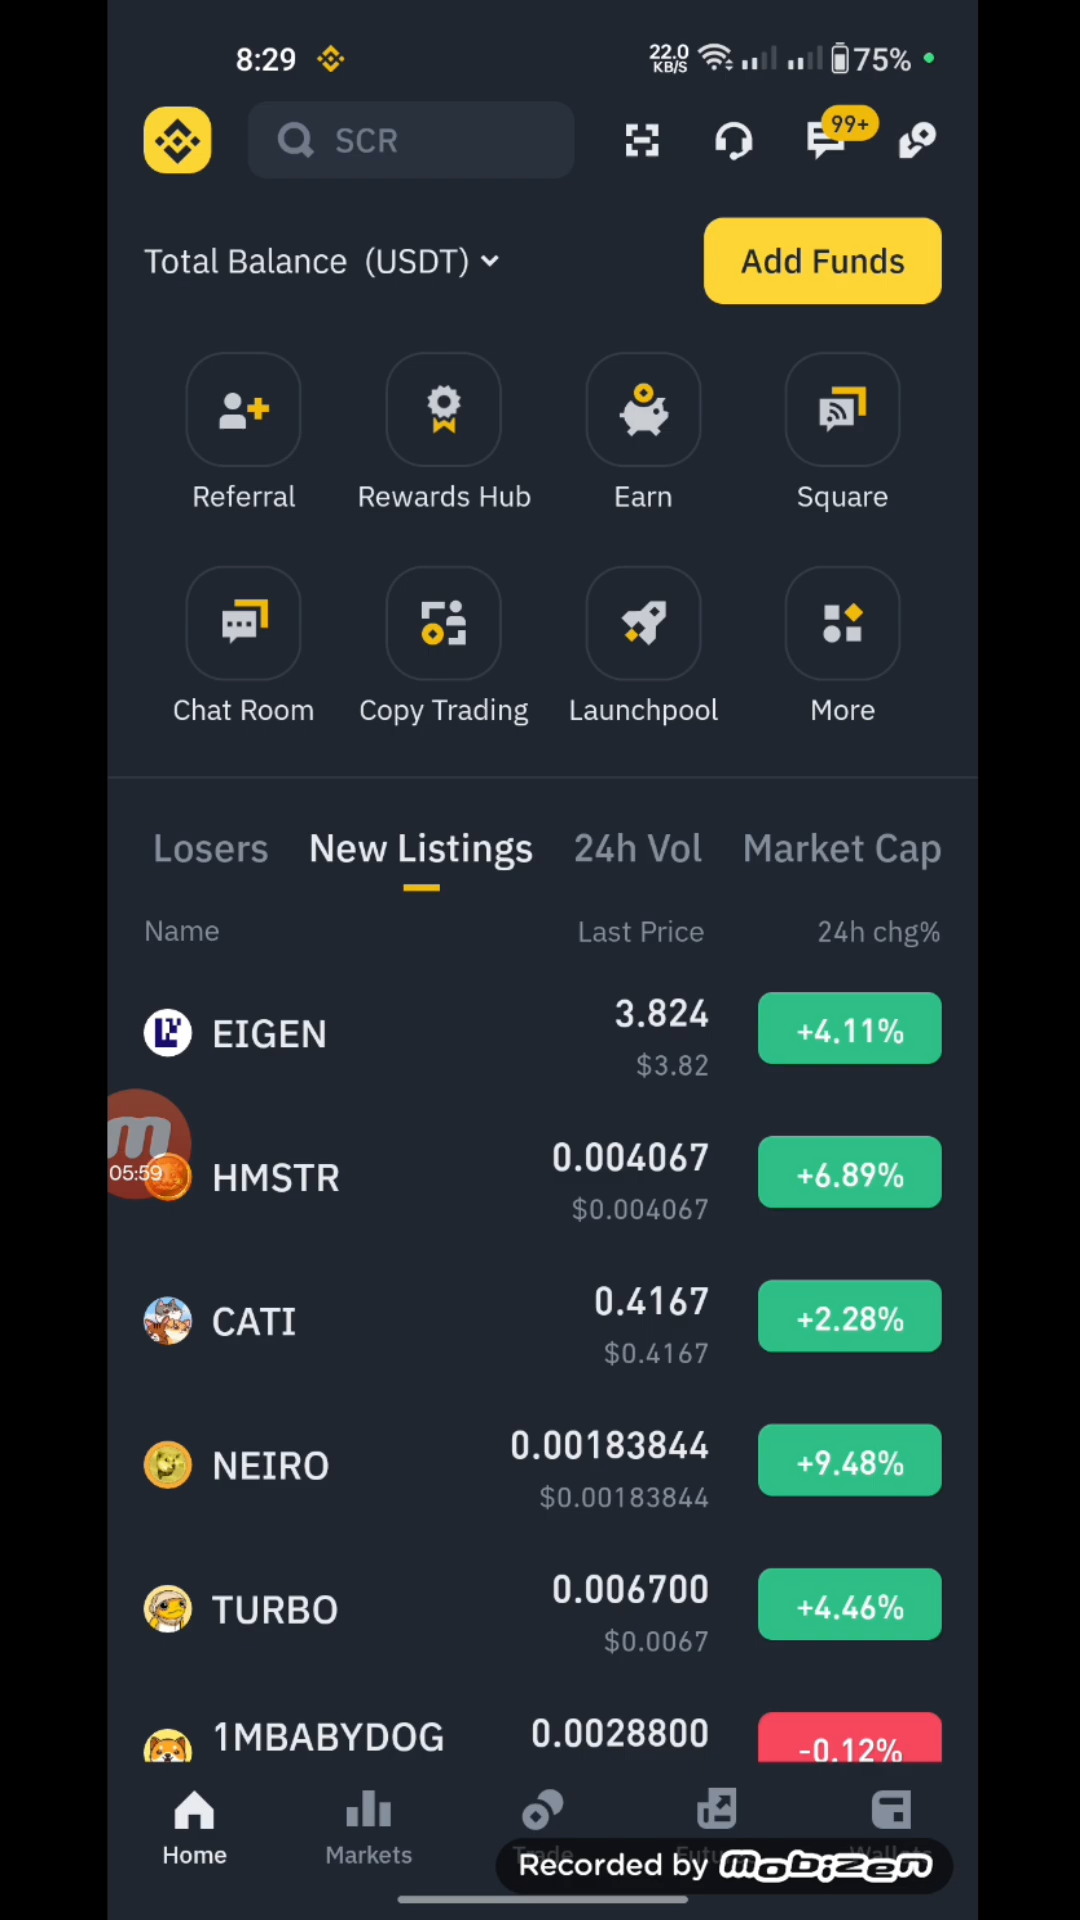 8:29 22.0 KB/S 75%
SCR 99+
Total Balance (USDT) Add Funds
Referral Rewards Hub Earn Square
Chat Room Copy Trading Launchpool More
Losers New Listings 24h Vol Market Cap
Name Last Price 24h chg%
EIGEN 3.824 +4.11%
$3.82
05:59
HMSTR 0.004067 +6.89%
$0.004067
CATI 0.4167 +2.28%
$0.4167
NEIRO 0.00183844 +9.48%
$0.00183844
TURBO 0.006700 +4.46%
$0.0067
1MBABYDOG 0.0028800 -0.12%
Home Markets Trade Futu Wallets
Recorded by mobizen